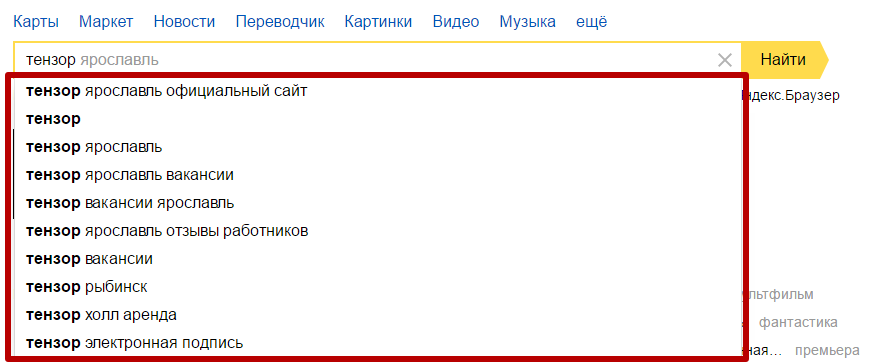 Карты Маркет Новости Переводчик Картинки Видео Музыка ещё
тензор ярославль
Найти
тензор ярославль официальный сайт
ндекс.Браузер
тензор
тензор ярославль
тензор ярославль вакансии
тензор вакансии ярославль
тензор ярославль отзывы работников
тензор вакансии
тензор рыбинск
ультфильм
тензор холл аренда
фантастика
тензор электронная подпись
ная... премьера